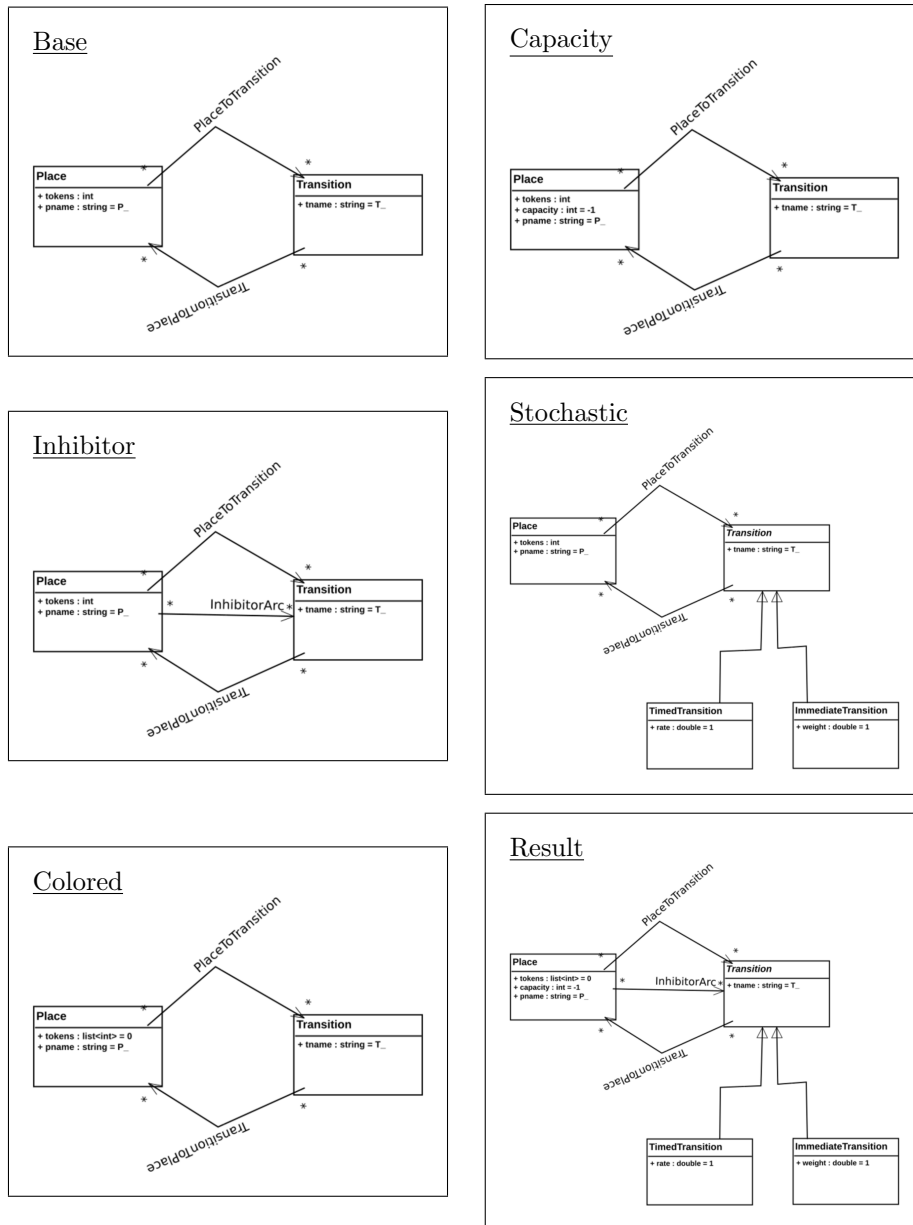 Base
PlaceToTransition
*
*
Place
+ tokens : int
+ pname : string = P_
Transition
+ tname : string = T_
*
*
TransitionToPlace
Capacity
PlaceToTransition
*
*
Place
+ tokens : int
+ capacity : int = -1
+ pname : string = P_
Transition
+ tname : string = T_
*
*
TransitionToPlace
Inhibitor
PlaceToTransition
*
*
Place
+ tokens : int
+ pname : string = P_
*
InhibitorArc
*
Transition
+ tname : string = T_
*
*
TransitionToPlace
Stochastic
PlaceToTransition
*
*
Place
+ tokens : int
+ pname : string = P_
Transition
+ tname : string = T_
*
*
TransitionToPlace
TimedTransition
+ rate : double = 1
ImmediateTransition
+ weight : double = 1
Colored
PlaceToTransition
*
*
Place
+ tokens : list<int> = 0
+ pname : string = P_
Transition
+ tname : string = T_
*
*
TransitionToPlace
Result
PlaceToTransition
*
*
Place
+ tokens : list<int> = 0
+ capacity : int = -1
+ pname : string = P_
*
InhibitorArc
*
Transition
+ tname : string = T_
*
*
TransitionToPlace
TimedTransition
+ rate : double = 1
ImmediateTransition
+ weight : double = 1